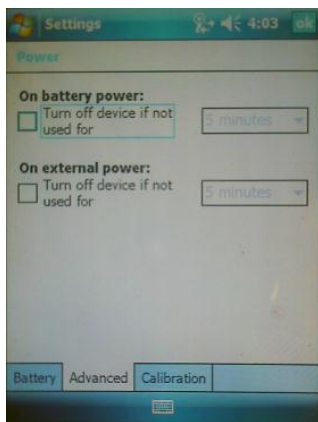 Settings
4:03
ok
Power
On battery power:
Turn off device if not
used for
5 minutes
On external power:
Turn off device if not
used for
5 minutes
Battery
Advanced
Calibration